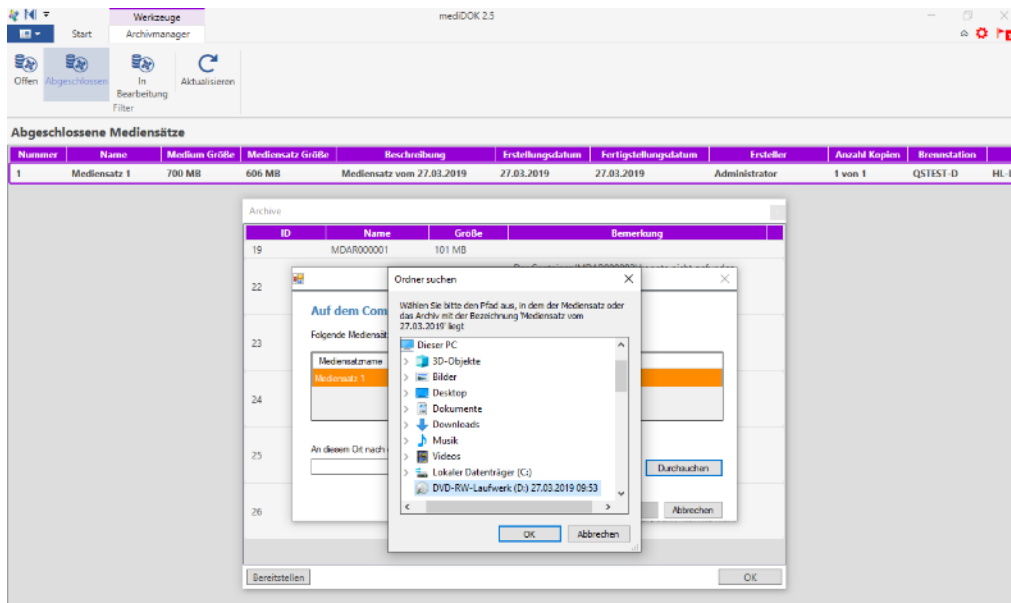 Werkzeuge
mediDOK 2.5
Start Archivmanager
Offen Abgeschlossen In Bearbeitung Aktualisieren
Filter
Abgeschlossene Mediensätze
Nummer Name Medium Größe Mediensatz Größe Beschreibung Erstellungsdatum Fertigstellungsdatum Ersteller Anzahl Kopien Brennstation
1 Mediensatz 1 700 MB 606 MB Mediensatz vom 27.03.2019 27.03.2019 27.03.2019 Administrator 1 von 1 QSTEST-D
Archive
ID Name Größe Bemerkung
19 MDAR000001 101 MB
22
23
24
25
26
Auf dem Com
Folgende Mediensät
Mediensatzname
Mediensatz 1
An diesem Ort nach
Durchsuchen
Abbrechen
Ordner suchen
Wählen Sie bitte den Pfad aus, in dem der Mediensatz oder
das Archiv mit der Bezeichnung 'Mediensatz vom
27.03.2019' liegt
Dieser PC
3D-Objekte
Bilder
Desktop
Dokumente
Downloads
Musik
Videos
Lokaler Datenträger (C:)
DVD-RW-Laufwerk (D:) 27.03.2019 09:53
OK Abbrechen
Bereitstellen OK